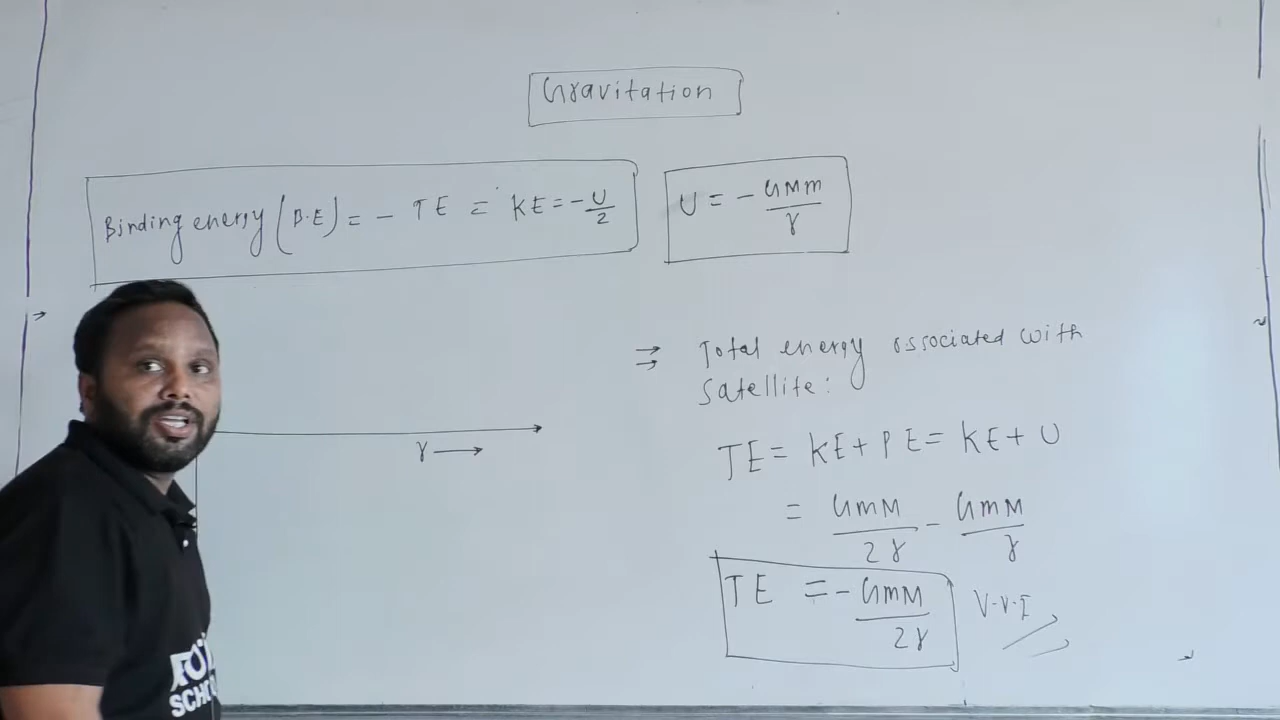 Gravitation
Binding energy (B.E) = - TE = KE = - U/2
U = - GMm/r
⇒ Total energy associated with
satellite:
r →
TE = KE + PE = KE + U
= GmM/2r - GmM/r
TE = - GmM/2r V.V.I
SCHO